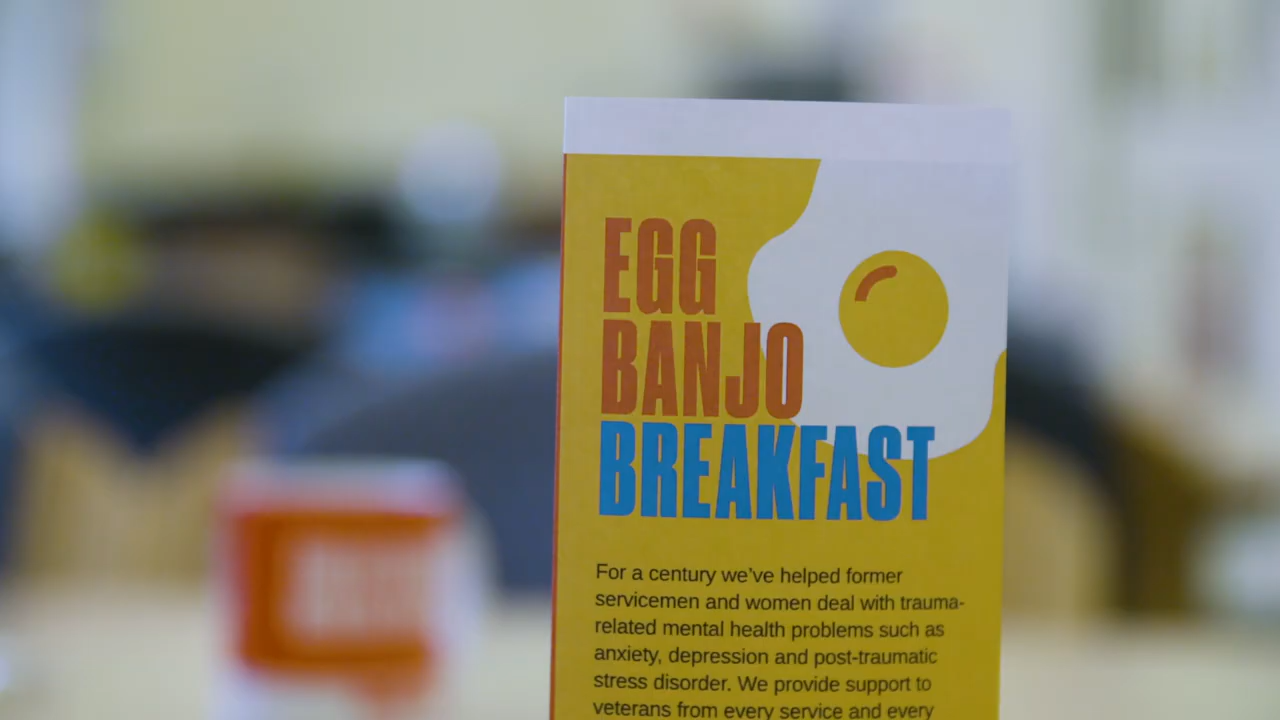 EGG
BANJO
BREAKFAST
For a century we've helped former
servicemen and women deal with trauma-
related mental health problems such as
anxiety, depression and post-traumatic
stress disorder. We provide support to
veterans from every service and every